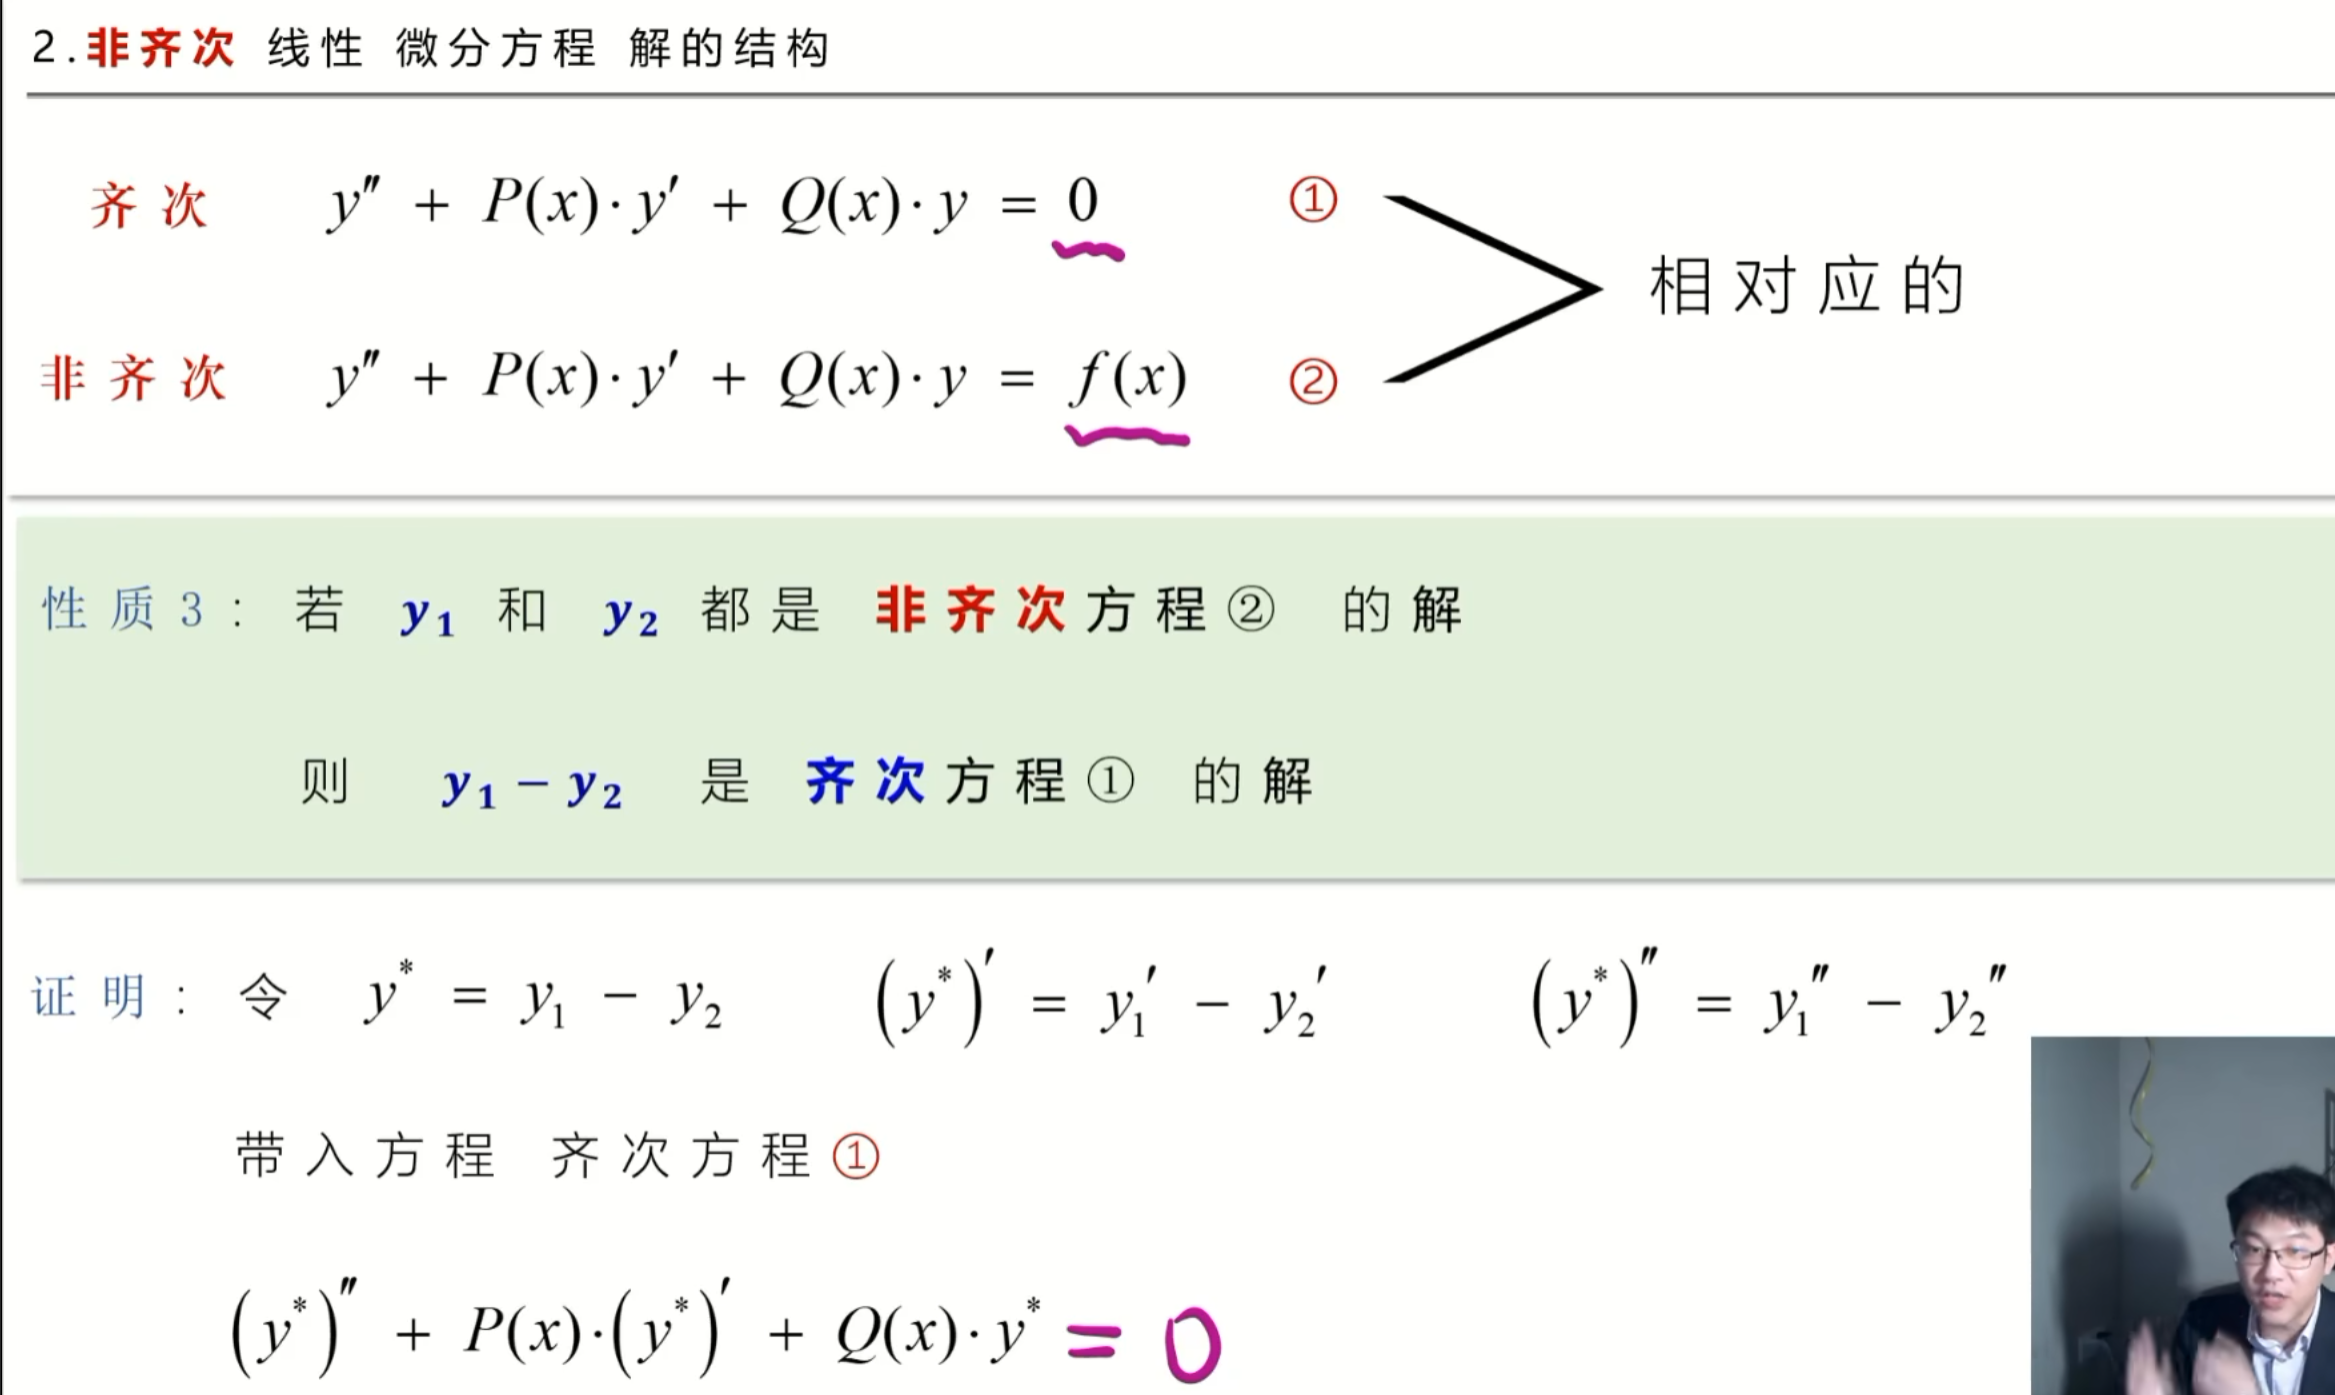 2.非齐次 线性 微分方程 解的结构
齐次 y″ + P(x)·y′ + Q(x)·y = 0 ①
相对应的
非齐次 y″ + P(x)·y′ + Q(x)·y = f(x) ②
性质3: 若 y₁ 和 y₂ 都是 非齐次方程② 的解
则 y₁ − y₂ 是 齐次方程① 的解
证明: 令 y* = y₁ − y₂ (y*)′ = y₁′ − y₂′ (y*)″ = y₁″ − y₂″
带入方程 齐次方程①
(y*)″ + P(x)·(y*)′ + Q(x)·y* = 0